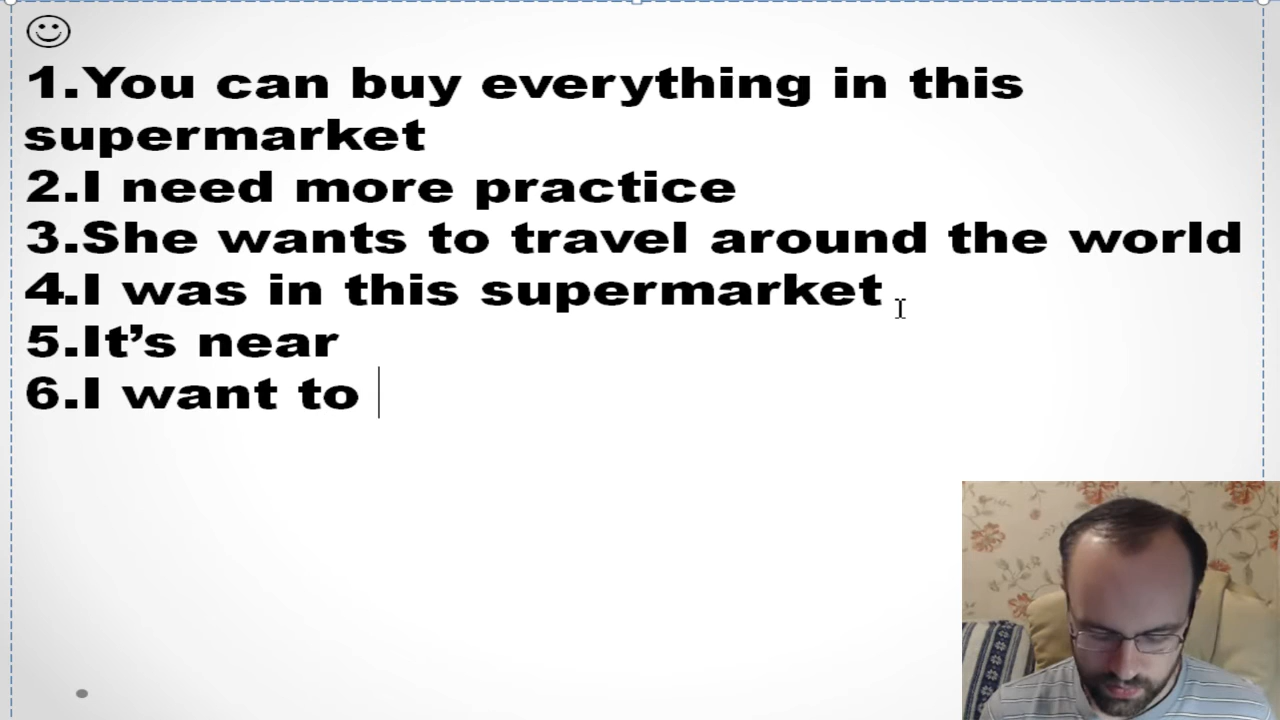 1.You can buy everything in this
supermarket
2.I need more practice
3.She wants to travel around the world
4.I was in this supermarket
5.It’s near
6.I want to